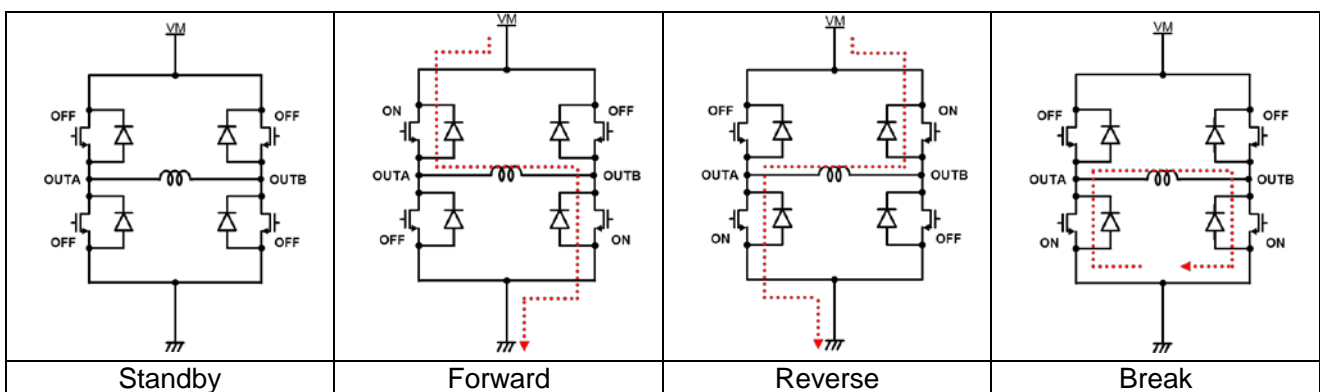 VM
OFF
OFF
OUTA
OUTB
OFF
OFF
Standby
VM
ON
OFF
OUTA
OUTB
OFF
ON
Forward
VM
OFF
ON
OUTA
OUTB
ON
OFF
Reverse
VM
OFF
OFF
OUTA
OUTB
ON
ON
Break